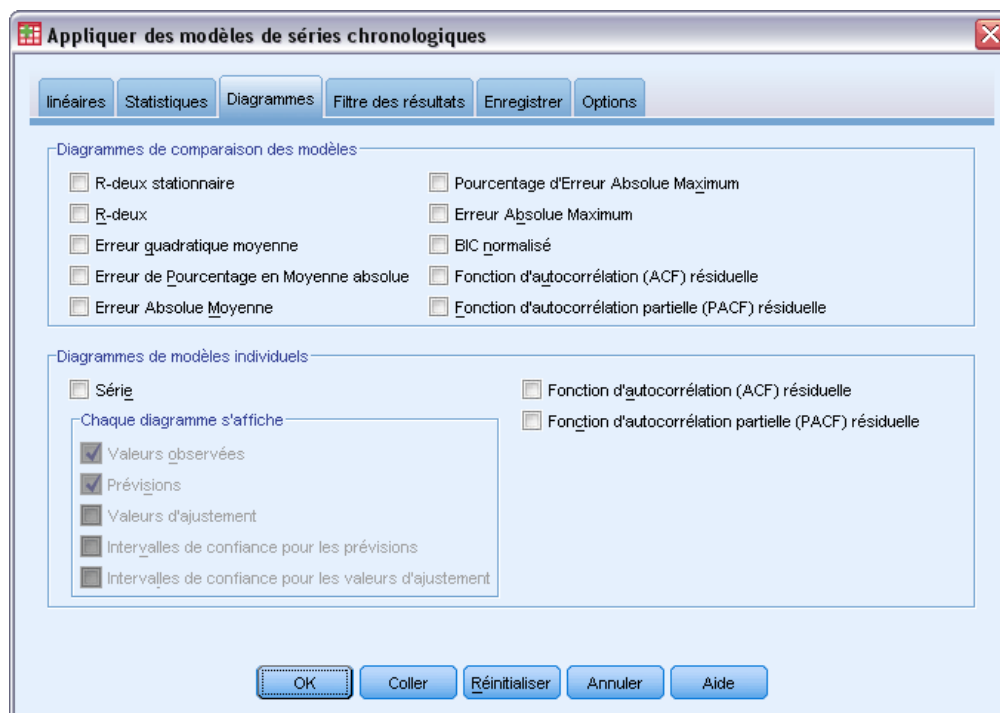 Appliquer des modèles de séries chronologiques
linéaires
Statistiques
Diagrammes
Filtre des résultats
Enregistrer
Options
Diagrammes de comparaison des modèles
R-deux stationnaire
R-deux
Erreur quadratique moyenne
Erreur de Pourcentage en Moyenne absolue
Erreur Absolue Moyenne
Pourcentage d'Erreur Absolue Maximum
Erreur Absolue Maximum
BIC normalisé
Fonction d'autocorrélation (ACF) résiduelle
Fonction d'autocorrélation partielle (PACF) résiduelle
Diagrammes de modèles individuels
Série
Chaque diagramme s'affiche
Valeurs observées
Prévisions
Valeurs d'ajustement
Intervalles de confiance pour les prévisions
Intervalles de confiance pour les valeurs d'ajustement
Fonction d'autocorrélation (ACF) résiduelle
Fonction d'autocorrélation partielle (PACF) résiduelle
OK
Coller
Réinitialiser
Annuler
Aide